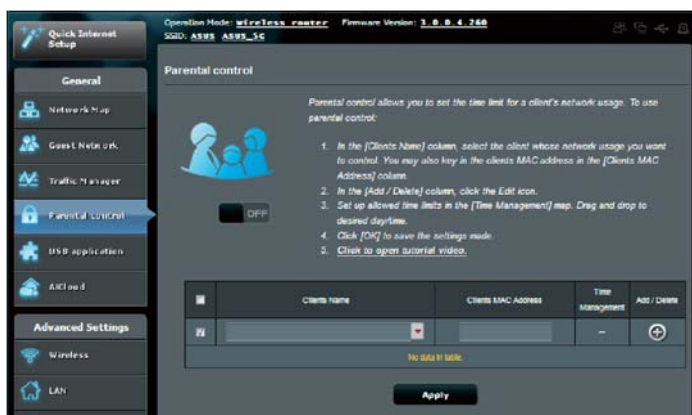 Quick Internet
Setup
Operation Mode: Wireless router Firmware Version: 3.0.0.4.260
SSID: ASUS ASUS_5G
General
Network Map
Guest Network
Traffic Manager
Parental control
USB application
AiCloud
Advanced Settings
Wireless
LAN
Parental control
Parental control allows you to set the time limit for a client's network usage. To use
parental control:
1. In the [Clients Name] column, select the client whose network usage you want
to control. You may also key in the clients MAC address in the [Clients MAC
Address] column.
2. In the [Add / Delete] column, click the Edit icon.
3. Set up allowed time limits in the [Time Management] map. Drag and drop to
desired day/time.
4. Click [OK] to save the settings made.
5. Click to open tutorial video.
OFF
Clients Name
Clients MAC Address
Time
Management
Add / Delete
–
No data in table.
Apply